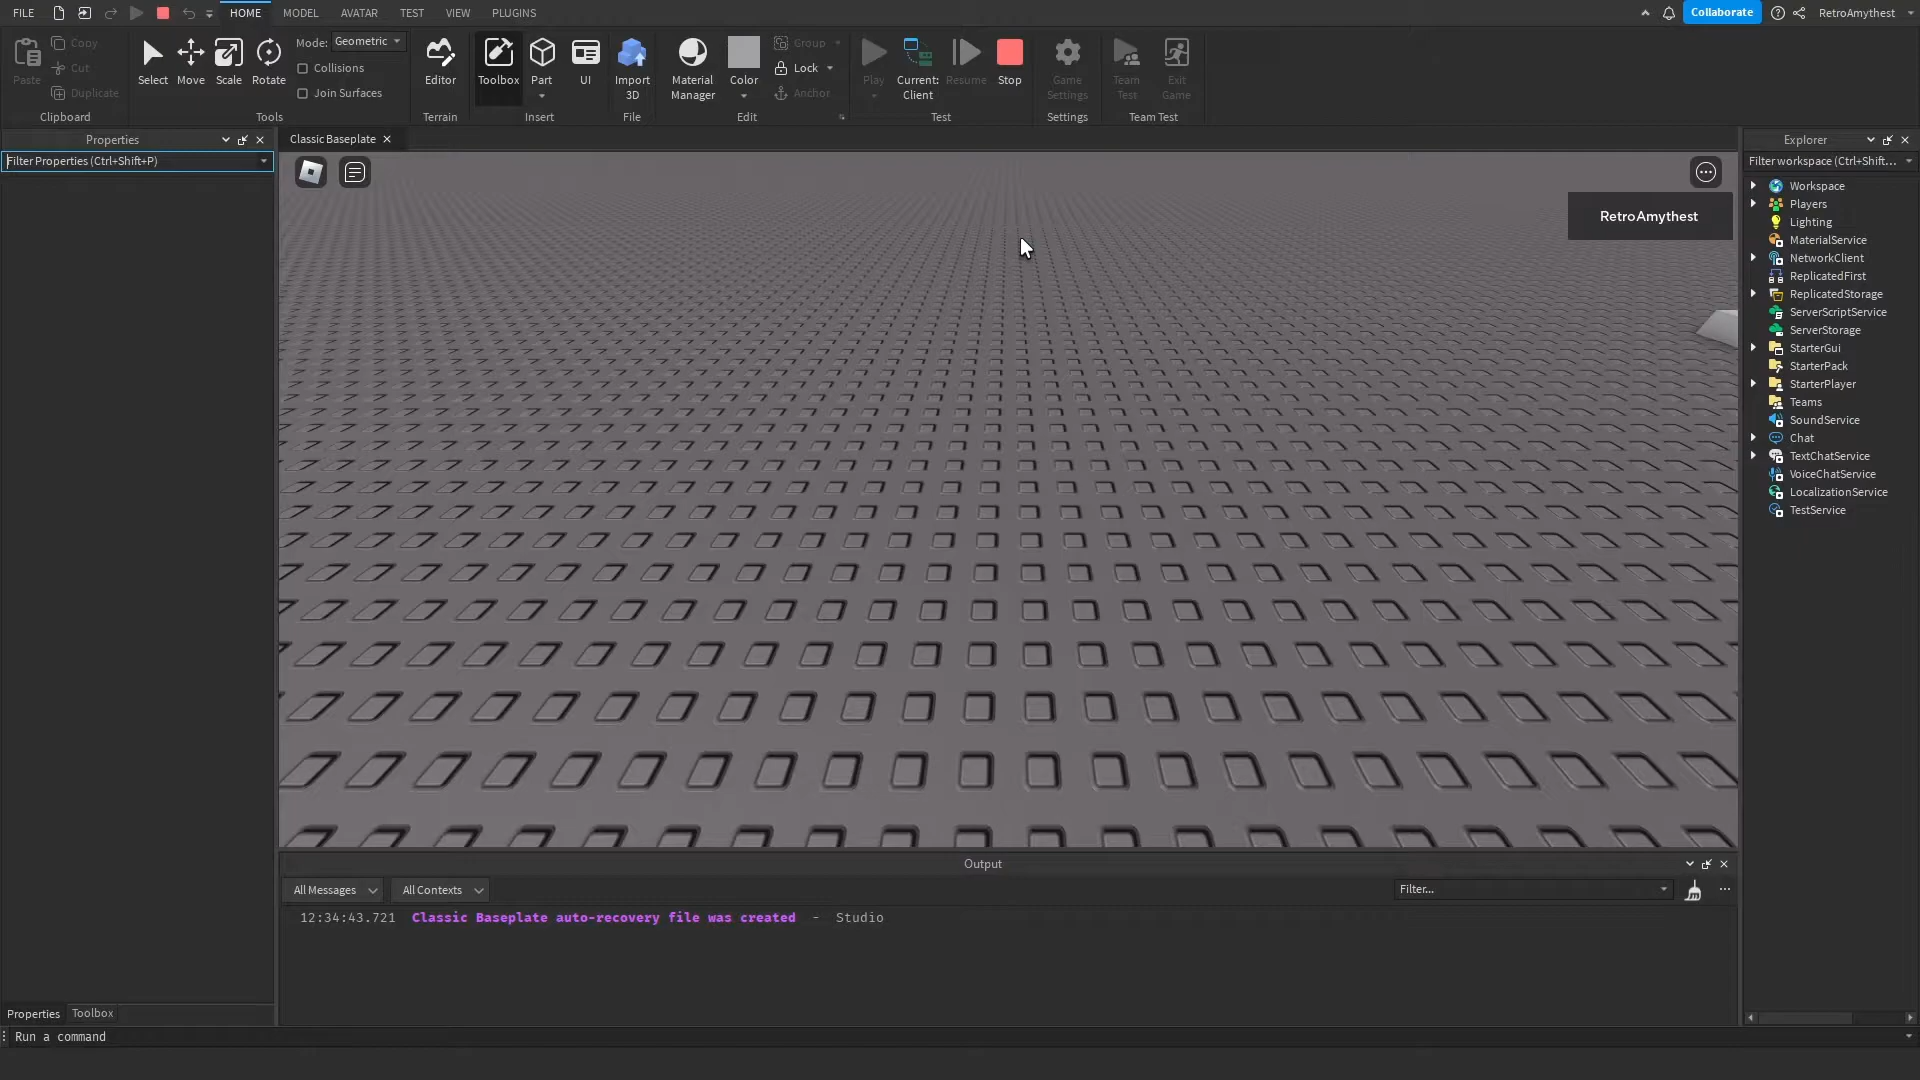 FILE HOME MODEL AVATAR TEST VIEW PLUGINS Collaborate RetroAmythest
Paste Copy Cut Duplicate
Clipboard
Select Move Scale Rotate
Mode: Geometric
Collisions
Join Surfaces
Tools
Editor
Terrain
Toolbox Part UI
Insert
Import 3D
File
Material Manager Color Group Lock Anchor
Edit
Play Current: Client Resume Stop
Test
Game Settings
Settings
Team Test Exit Game
Team Test
Properties
Filter Properties (Ctrl+Shift+P)
Classic Baseplate
RetroAmythest
Explorer
Filter workspace (Ctrl+Shift...
Workspace
Players
Lighting
MaterialService
NetworkClient
ReplicatedFirst
ReplicatedStorage
ServerScriptService
ServerStorage
StarterGui
StarterPack
StarterPlayer
Teams
SoundService
Chat
TextChatService
VoiceChatService
LocalizationService
TestService
Output
All Messages All Contexts Filter...
12:34:43.721 Classic Baseplate auto-recovery file was created - Studio
Properties Toolbox
Run a command